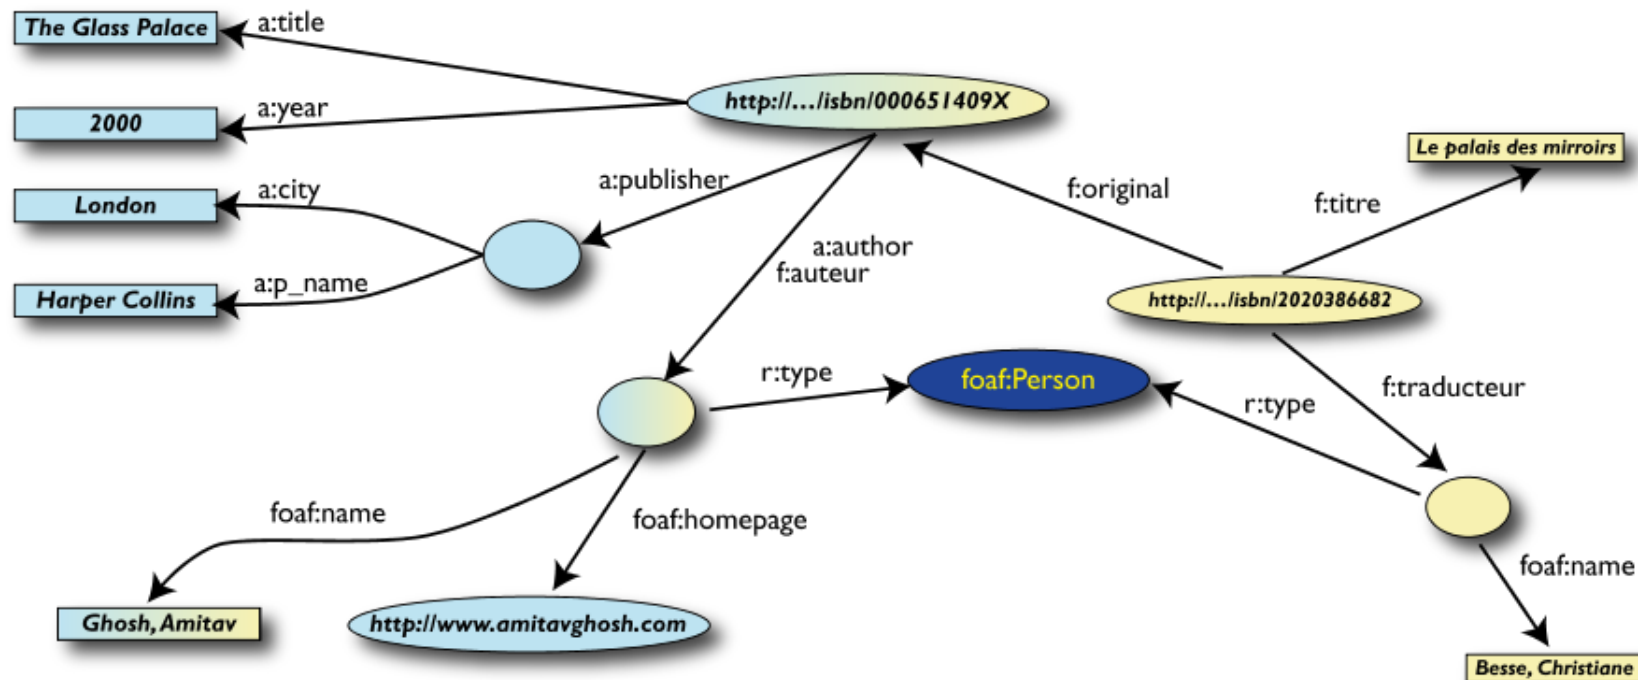 The Glass Palace
a:title
http://.../isbn/000651409X
2000
a:year
Le palais des mirroirs
a:publisher
f:original
f:titre
London
a:city
a:author
f:auteur
Harper Collins
a:p_name
http://.../isbn/2020386682
r:type
foaf:Person
f:traducteur
r:type
foaf:name
foaf:homepage
foaf:name
Ghosh, Amitav
http://www.amitavghosh.com
Besse, Christiane